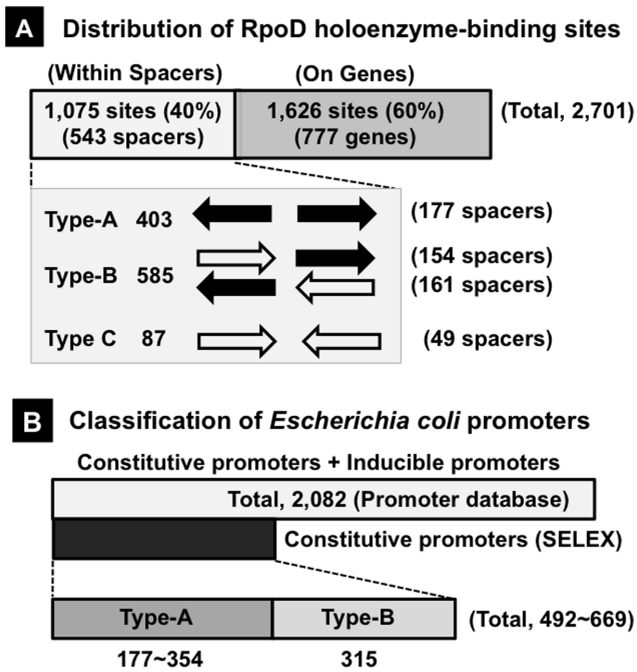 A Distribution of RpoD holoenzyme-binding sites
(Within Spacers) (On Genes)
1,075 sites (40%) 1,626 sites (60%) (Total, 2,701)
(543 spacers) (777 genes)
Type-A 403 (177 spacers)
(154 spacers)
Type-B 585
(161 spacers)
Type C 87 (49 spacers)
B Classification of Escherichia coli promoters
Constitutive promoters + Inducible promoters
Total, 2,082 (Promoter database)
Constitutive promoters (SELEX)
Type-A Type-B (Total, 492~669)
177~354 315